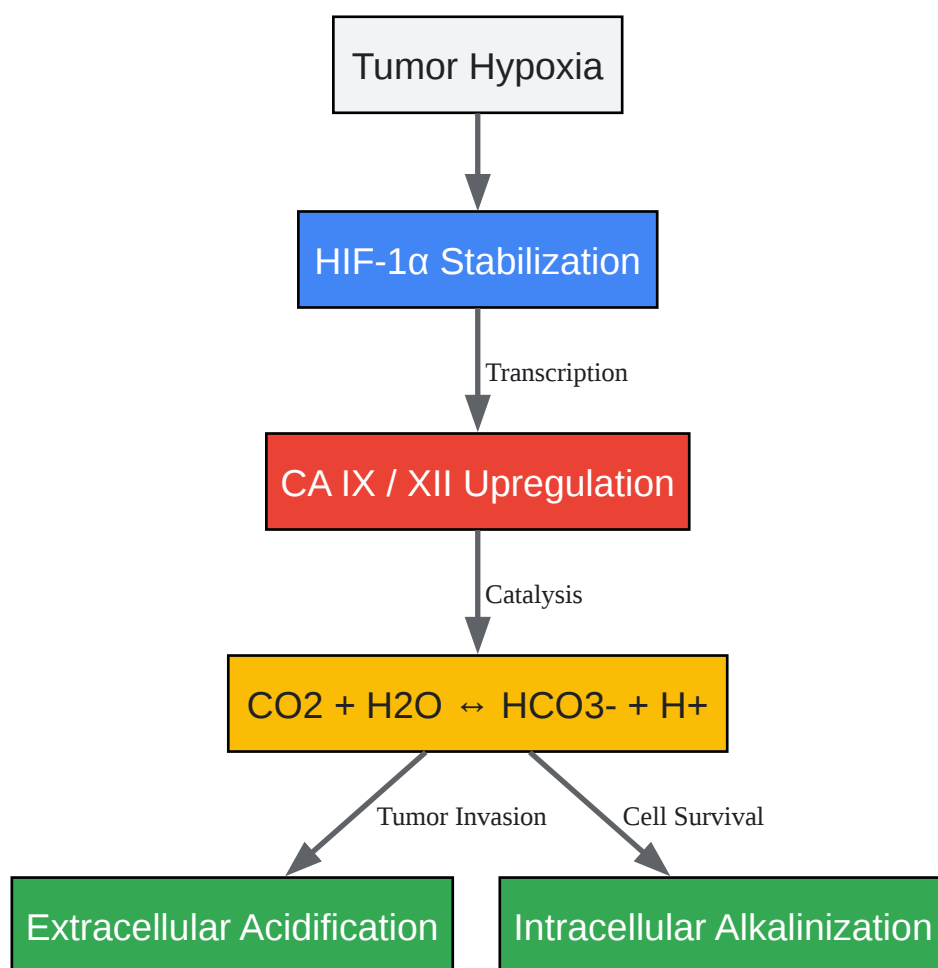 Tumor Hypoxia
HIF-1α Stabilization
Transcription
CA IX / XII Upregulation
Catalysis
CO2 + H2O ↔ HCO3- + H+
Tumor Invasion
Cell Survival
Extracellular Acidification
Intracellular Alkalinization